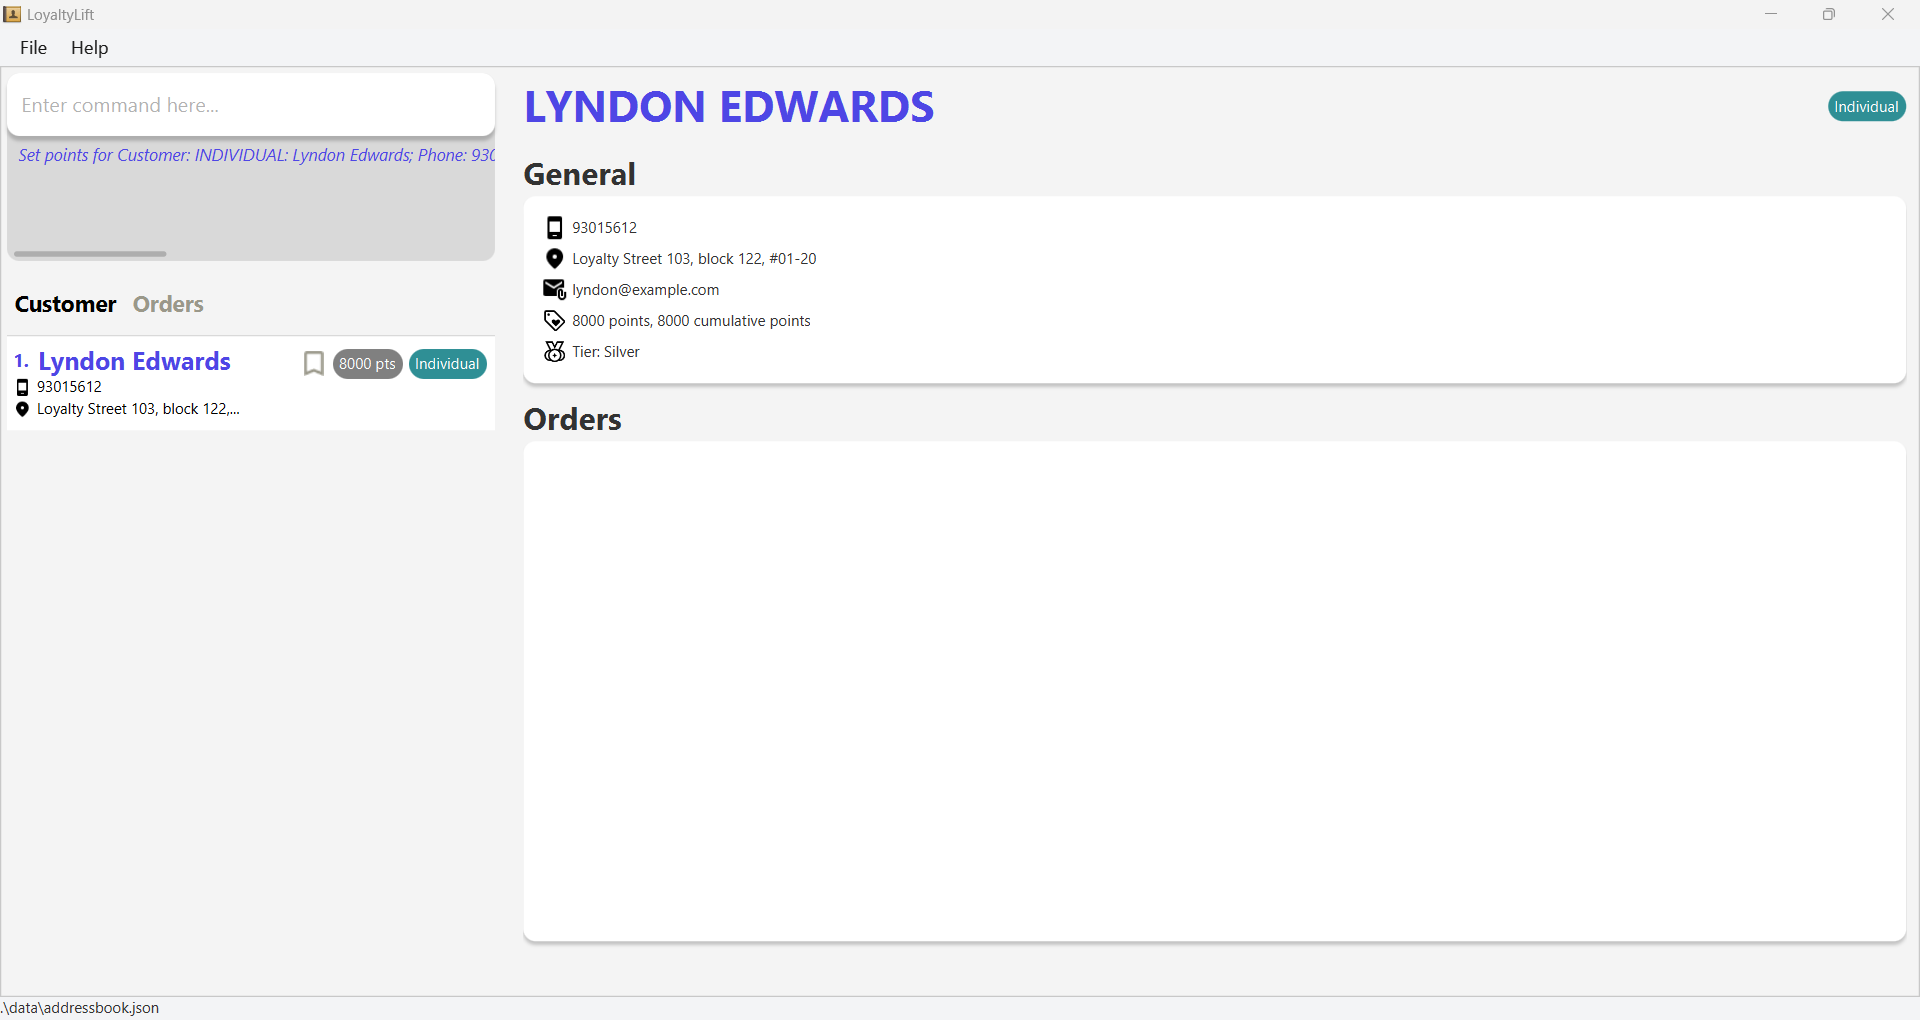 LoyaltyLift
File Help
Enter command here...
Set points for Customer: INDIVIDUAL: Lyndon Edwards; Phone: 930
Customer Orders
1. Lyndon Edwards
8000 pts
Individual
93015612
Loyalty Street 103, block 122,...
LYNDON EDWARDS
Individual
General
93015612
Loyalty Street 103, block 122, #01-20
lyndon@example.com
8000 points, 8000 cumulative points
Tier: Silver
Orders
.\data\addressbook.json